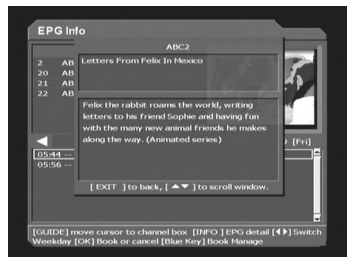 EPG Info
ABC2
2 AB
20 AB
21 AB
22 AB
Letters From Felix In Mexico
Felix the rabbit roams the world, writing
letters to his friend Sophie and having fun
with the many new animal friends he makes
along the way. (Animated series)
[Fri]
05:44 --
05:56 --
[ EXIT ] to back, [ ▲▼ ] to scroll window.
[GUIDE] move cursor to channel box [INFO ] EPG detail [◀▶] Switch
Weekday [OK] Book or cancel [Blue Key] Book Manage